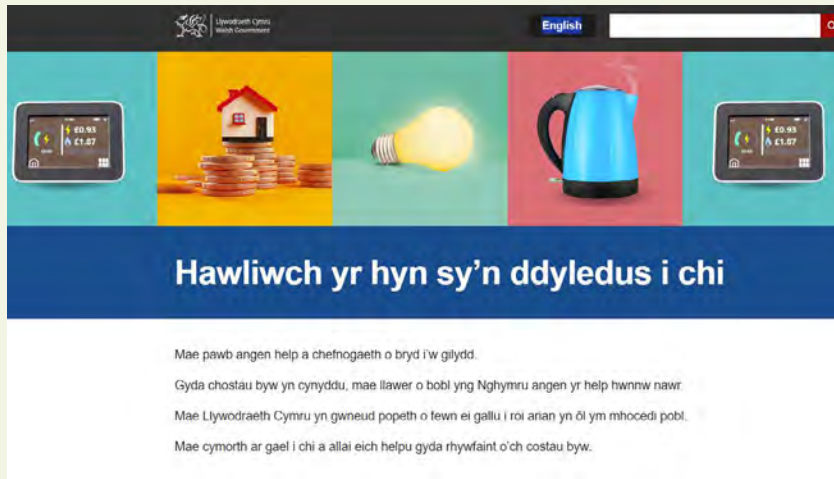 Llywodraeth Cymru
Welsh Government
English
£0.93
£1.07
£0.93
£1.07
Hawliwch yr hyn sy'n ddyledus i chi
Mae pawb angen help a chefnogaeth o bryd i'w gilydd.
Gyda chostau byw yn cynyddu, mae llawer o bobl yng Nghymru angen yr help hwnnw nawr
Mae Llywodraeth Cymru yn gwneud popeth o fewn ei gallu i roi arian yn ôl ym mhocedi pobl.
Mae cymorth ar gael i chi a allai eich helpu gyda rhywfaint o'ch costau byw.